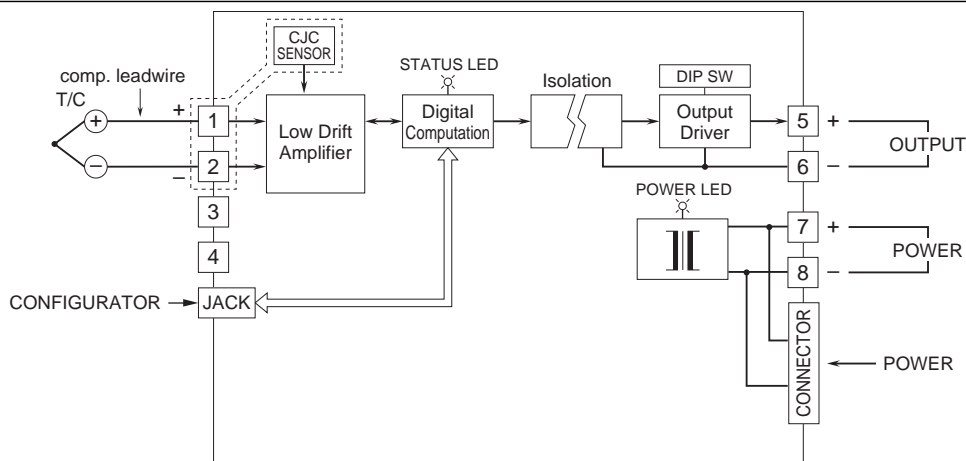 CJC
SENSOR
comp. leadwire
T/C
+
−
+
−
1
2
3
4
Low Drift
Amplifier
STATUS LED
Digital
Computation
Isolation
DIP SW
Output
Driver
5
+
6
−
OUTPUT
POWER LED
7
+
8
−
POWER
CONFIGURATOR
JACK
CONNECTOR
POWER